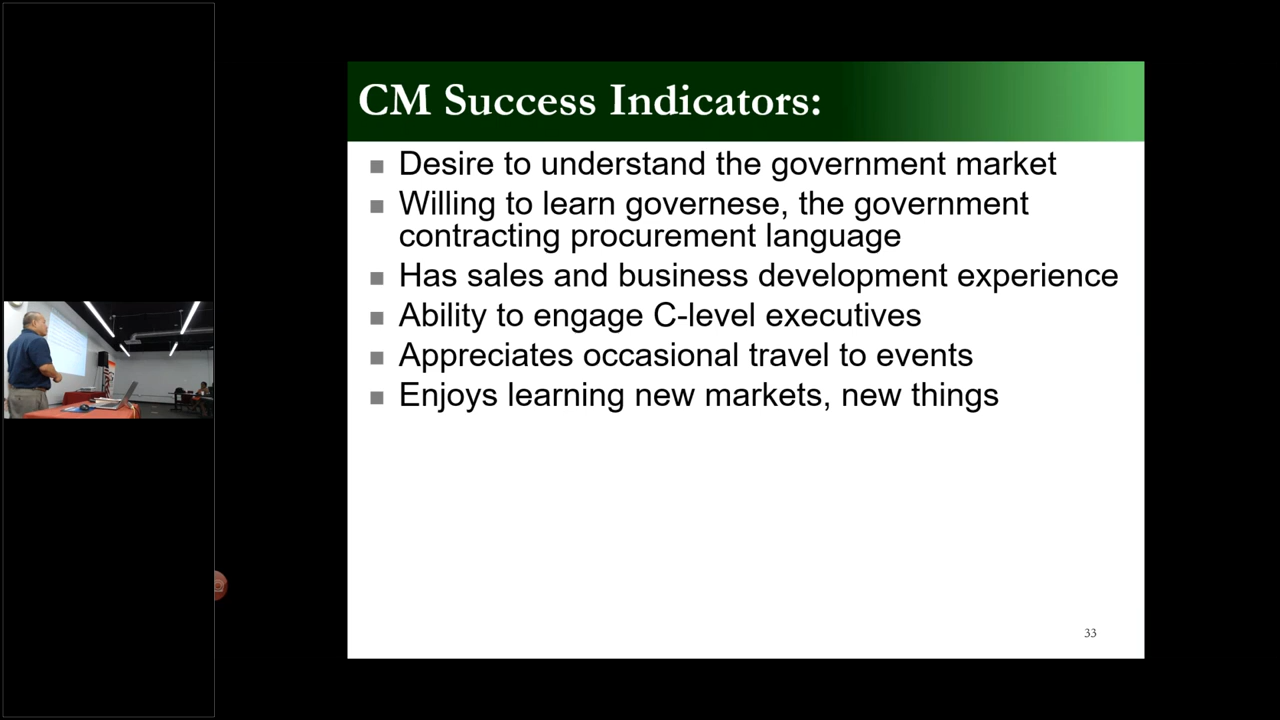 CM Success Indicators:
Desire to understand the government market
Willing to learn governese, the government
contracting procurement language
Has sales and business development experience
Ability to engage C-level executives
Appreciates occasional travel to events
Enjoys learning new markets, new things
33